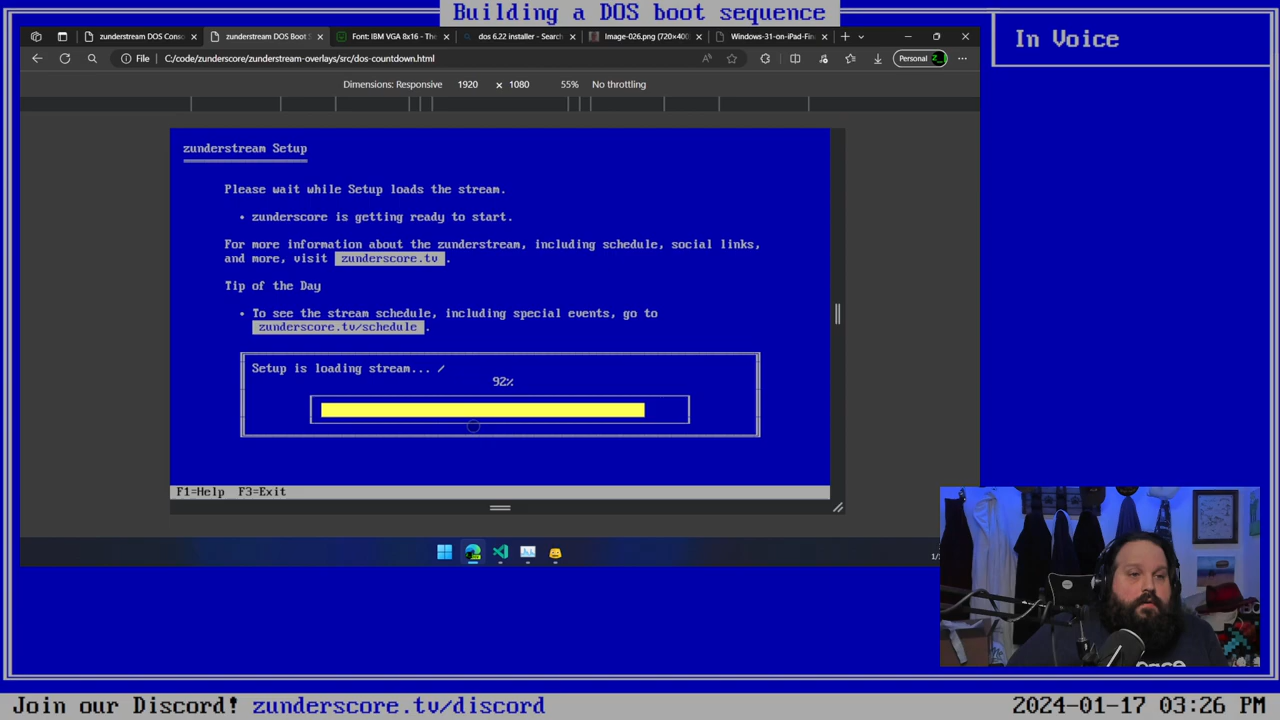 Building a DOS boot sequence
zunderstream DOS Conso
zunderstream DOS Boot S
Font: IBM VGA 8x16 - The
dos 6.22 installer - Search
Image-026.png (720×400
Windows-31-on-iPad-Fin
File
C:/code/zunderscore/zunderstream-overlays/src/dos-countdown.html
Personal
Dimensions: Responsive 1920 × 1080 55% No throttling
zunderstream Setup
Please wait while Setup loads the stream.
• zunderscore is getting ready to start.
For more information about the zunderstream, including schedule, social links,
and more, visit zunderscore.tv .
Tip of the Day
• To see the stream schedule, including special events, go to
zunderscore.tv/schedule .
Setup is loading stream... /
92%
F1=Help F3=Exit
1/
In Voice
Join our Discord! zunderscore.tv/discord
2024-01-17 03:26 PM